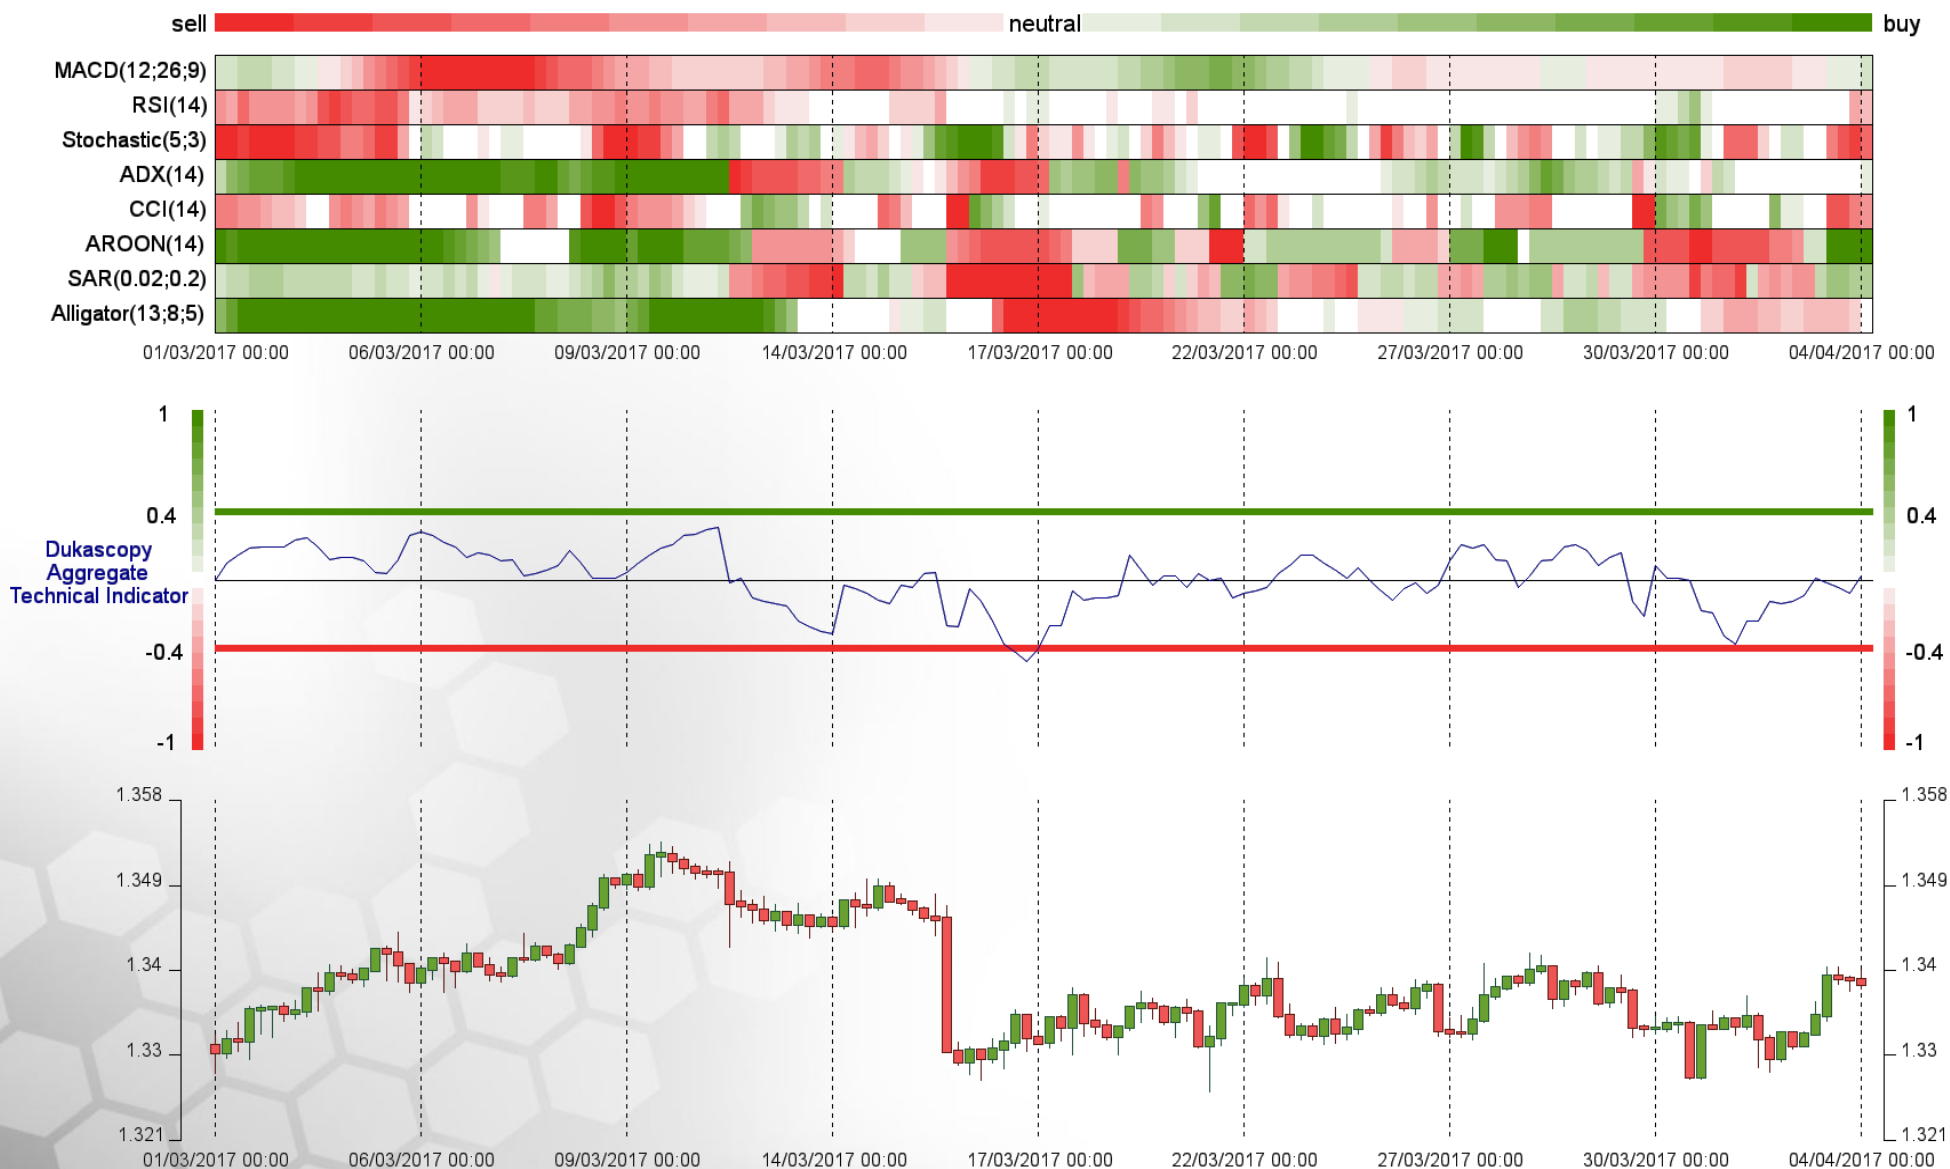 sell neutral buy
MACD(12;26;9)
RSI(14)
Stochastic(5;3)
ADX(14)
CCI(14)
AROON(14)
SAR(0.02;0.2)
Alligator(13;8;5)
01/03/2017 00:00 06/03/2017 00:00 09/03/2017 00:00 14/03/2017 00:00 17/03/2017 00:00 22/03/2017 00:00 27/03/2017 00:00 30/03/2017 00:00 04/04/2017 00:00
1 1
0.4 0.4
Dukascopy
Aggregate
Technical Indicator
-0.4 -0.4
-1 -1
1.358 1.358
1.349 1.349
1.34 1.34
1.33 1.33
1.321 1.321
01/03/2017 00:00 06/03/2017 00:00 09/03/2017 00:00 14/03/2017 00:00 17/03/2017 00:00 22/03/2017 00:00 27/03/2017 00:00 30/03/2017 00:00 04/04/2017 00:00